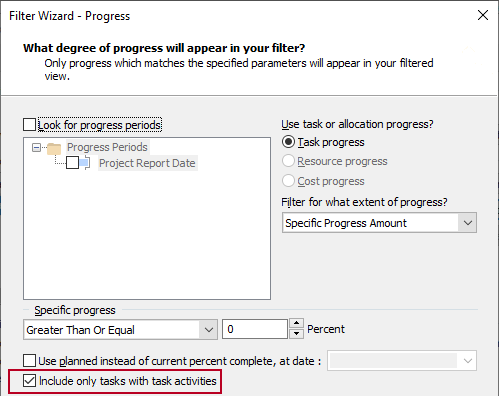 Filter Wizard - Progress
What degree of progress will appear in your filter?
Only progress which matches the specified parameters will appear in your filtered
view.
Look for progress periods
Progress Periods
Project Report Date
Use task or allocation progress?
Task progress
Resource progress
Cost progress
Filter for what extent of progress?
Specific Progress Amount
Specific progress
Greater Than Or Equal
0
Percent
Use planned instead of current percent complete, at date :
Include only tasks with task activities